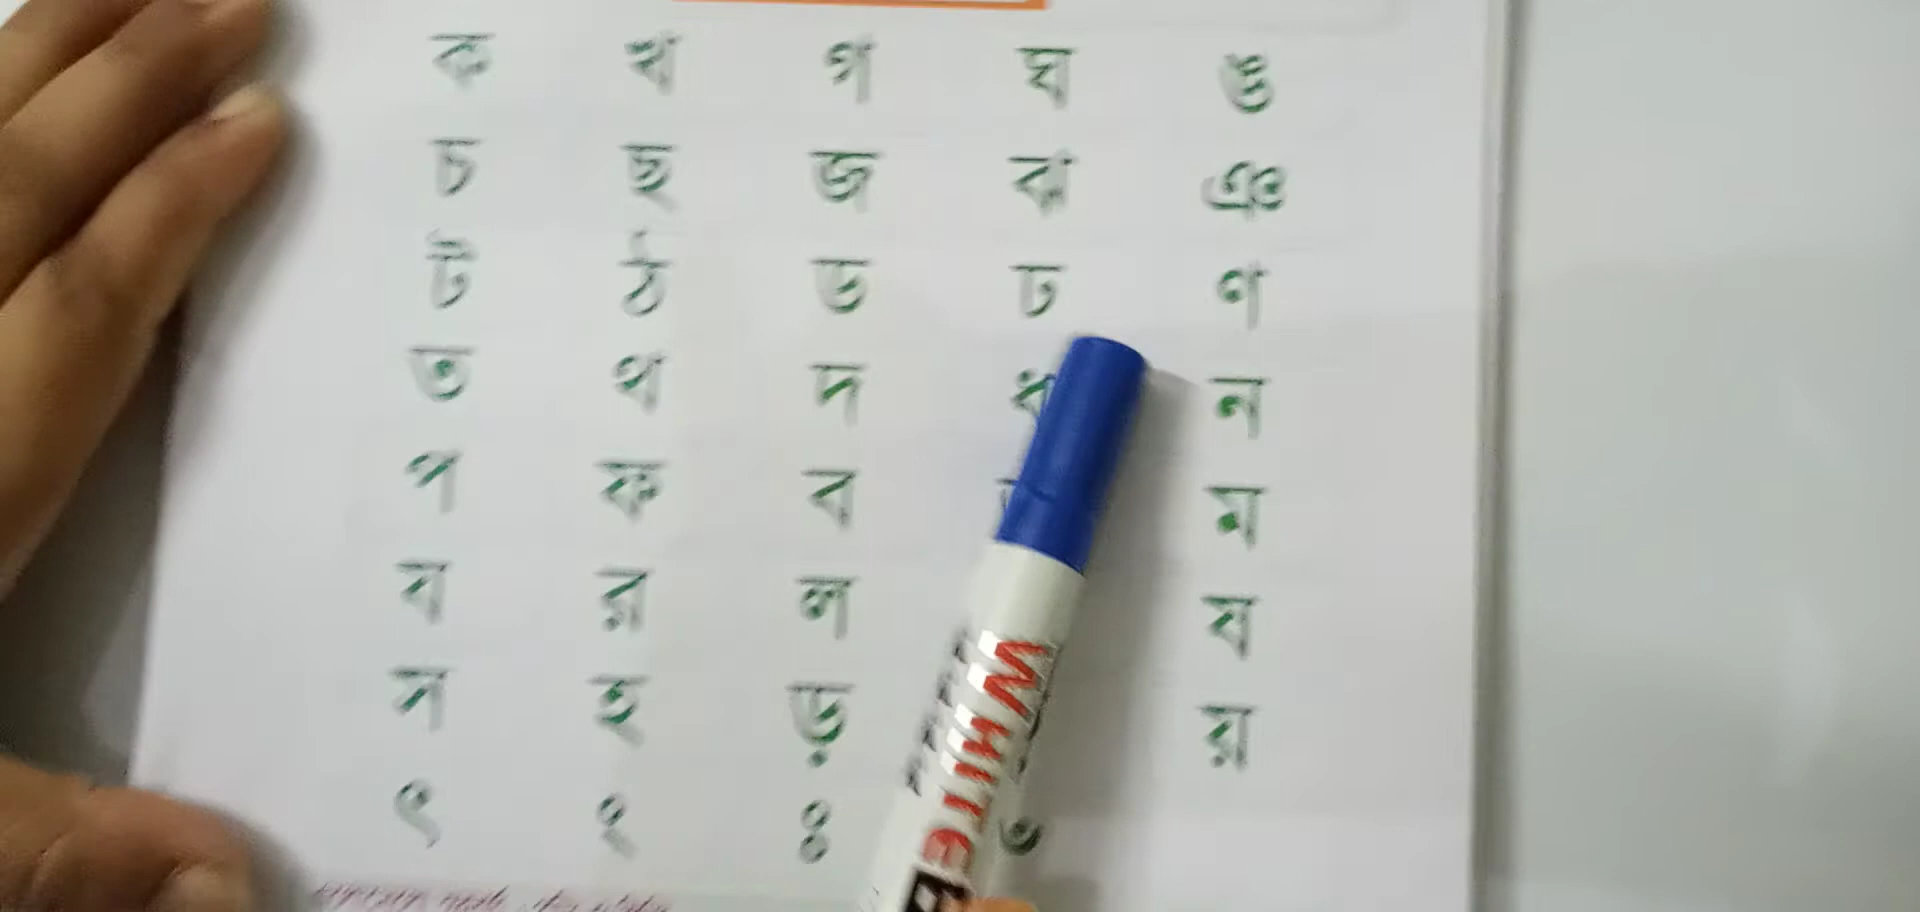 ক খ গ ঘ ঙ
চ ছ জ ঝ ঞ
ট ঠ ড ঢ ণ
ত থ দ ধ ন
প ফ ব ম
য র ল ষ
স হ ড় য়
ৎ ং ঃ ঁ
WHITE